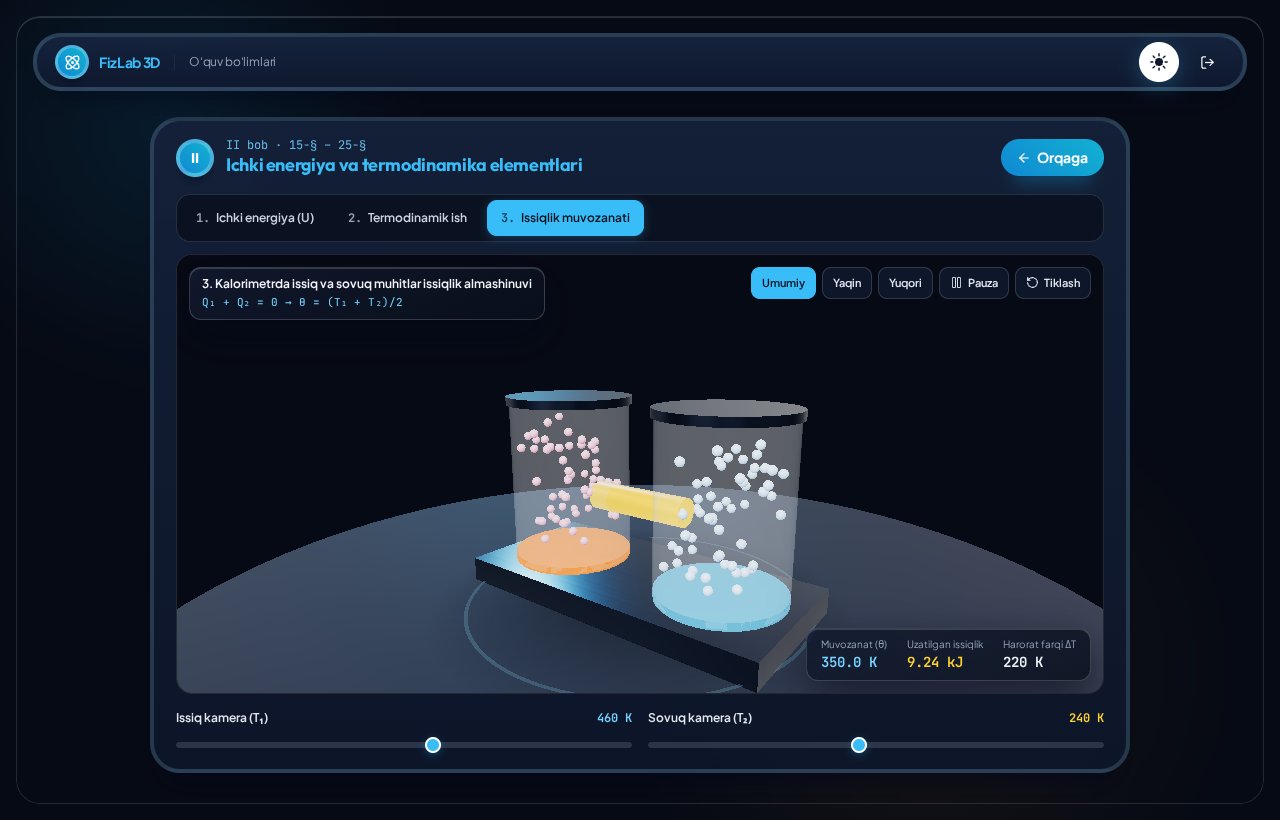 FizLab 3D
O'quv bo'limlari
II bob · 15-§ – 25-§
Ichki energiya va termodinamika elementlari
← Orqaga
1. Ichki energiya (U)
2. Termodinamik ish
3. Issiqlik muvozanati
3. Kalorimetrda issiq va sovuq muhitlar issiqlik almashinuvi
Q₁ + Q₂ = 0 → θ = (T₁ + T₂)/2
Umumiy
Yaqin
Yuqori
Pauza
Tiklash
Muvozanat (θ)
350.0 K
Uzatilgan issiqlik
9.24 kJ
Harorat farqi ΔT
220 K
Issiq kamera (T₁)
460 K
Sovuq kamera (T₂)
240 K